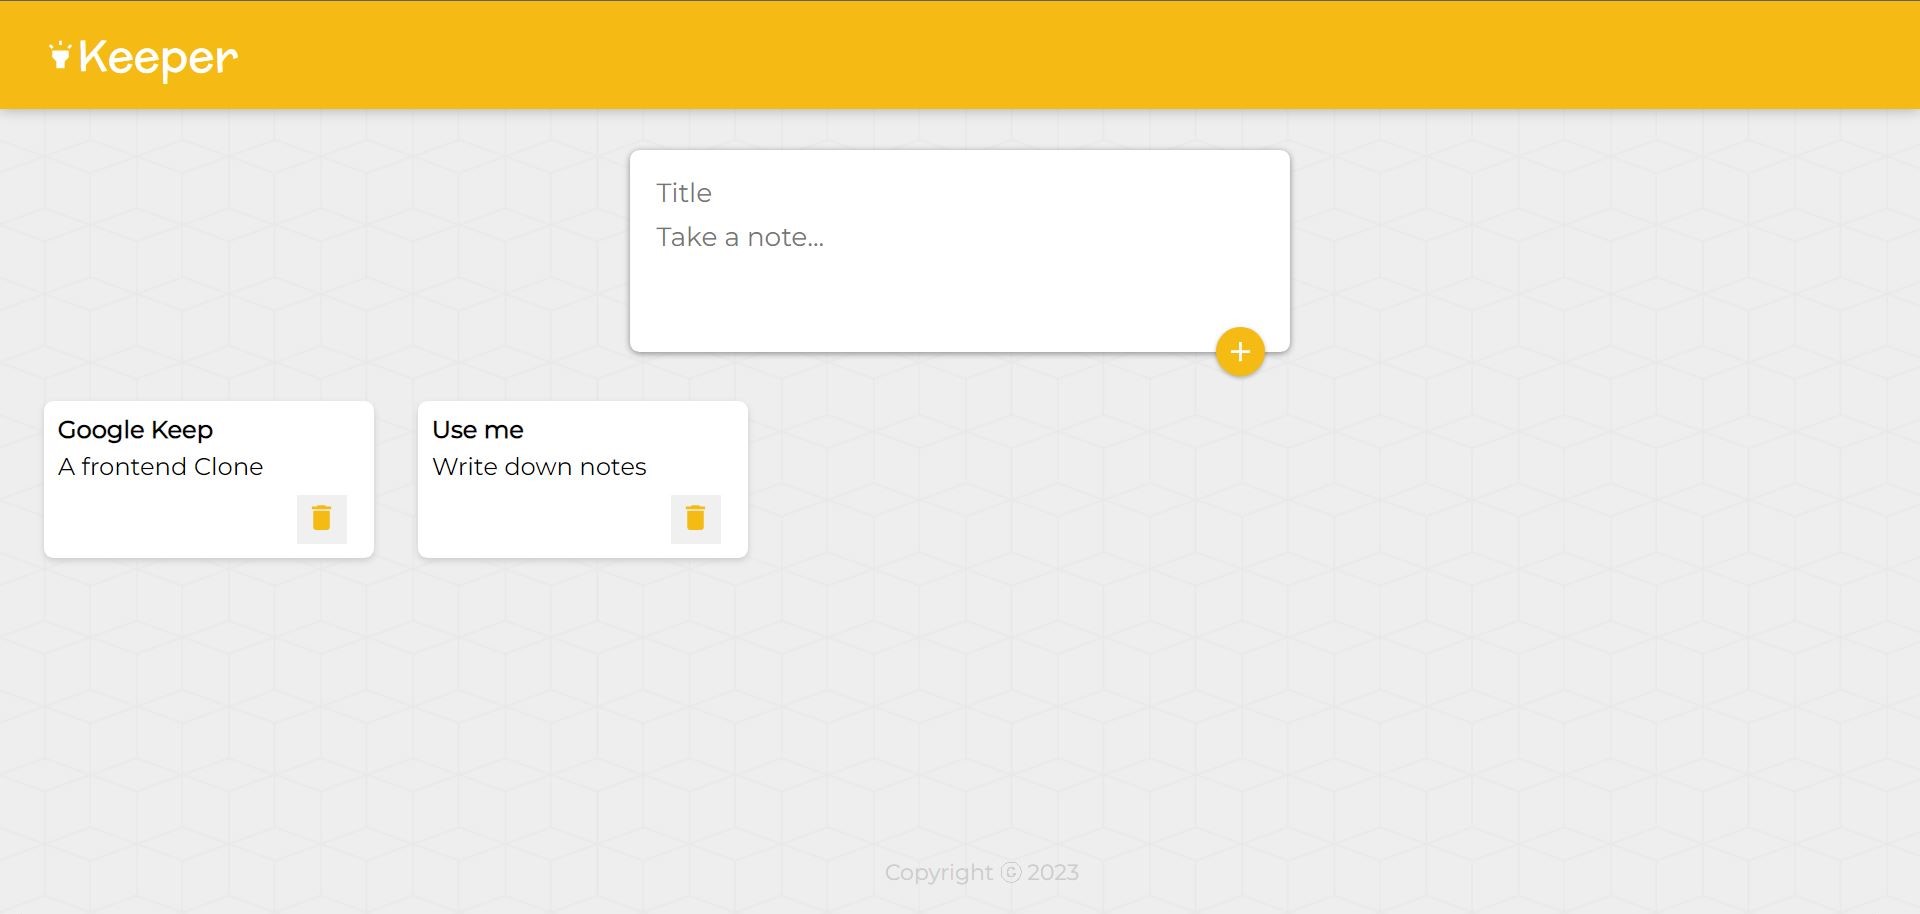 Keeper
Title
Take a note...
Google Keep
A frontend Clone
Use me
Write down notes
Copyright ⓒ 2023